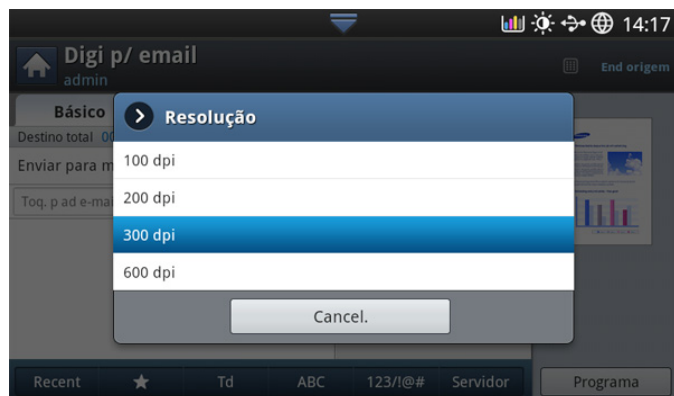 14:17
Digi p/ email
admin
End origem
Básico
Destino total 00
Enviar para m
Toq. p ad e-mai
Resolução
100 dpi
200 dpi
300 dpi
600 dpi
Cancel.
Recent
Td
ABC
123/!@#
Servidor
Programa